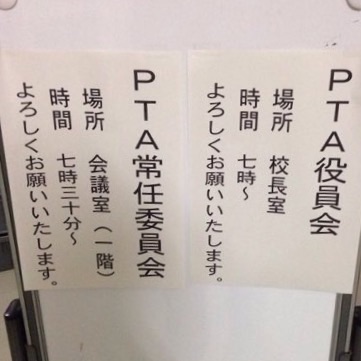 PTA役員会
場所 校長室
時間 七時～
よろしくお願いいたします。
PTA常任委員会
場所 会議室（一階）
時間 七時三十分～
よろしくお願いいたします。